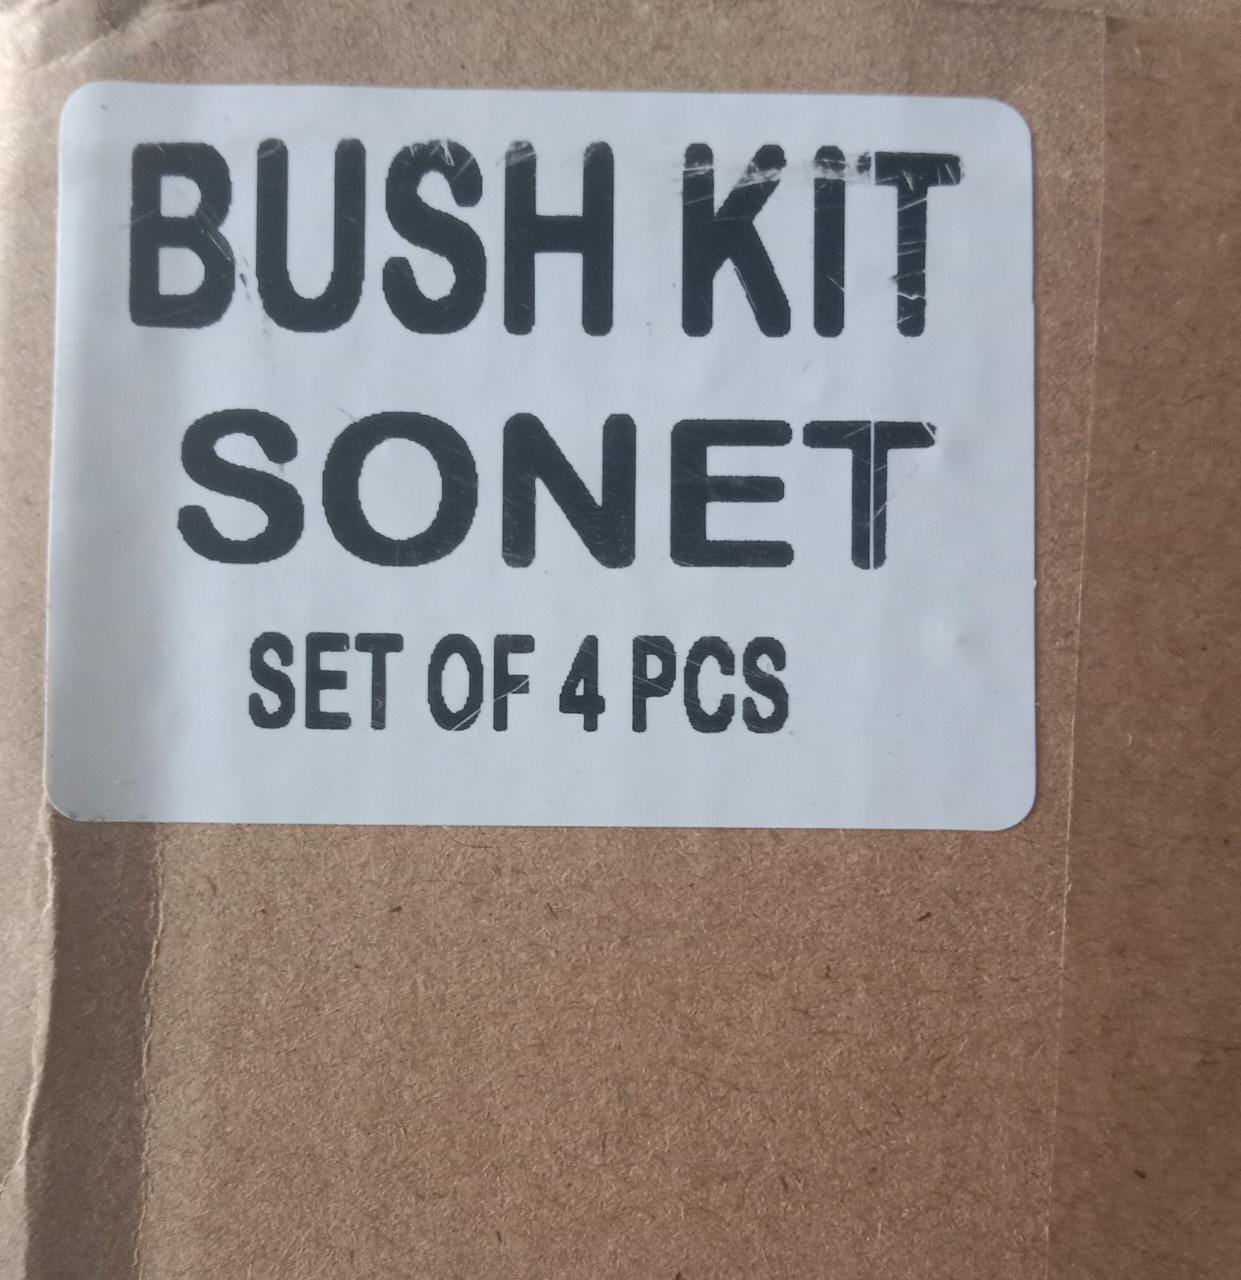 BUSH KIT
SONET
SET OF 4 PCS